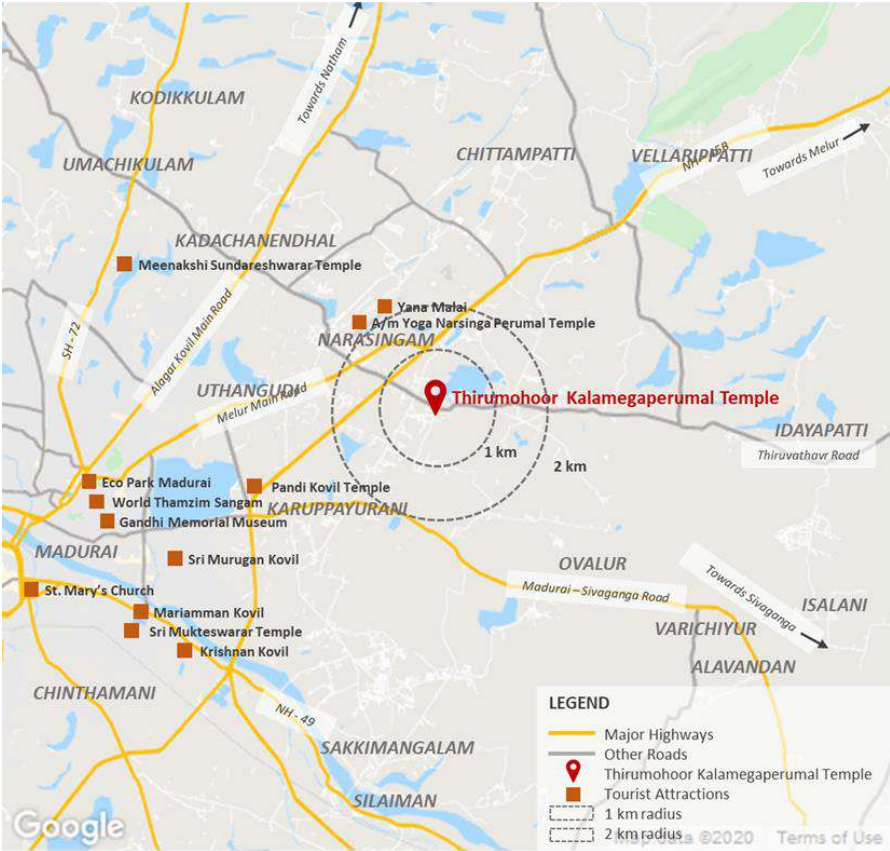 Towards Natham
KODIKKULAM
CHITTAMPATTI
VELLARIPPATTI
Towards Melur
UMACHIKULAM
KADACHANENDHAL
Meenakshi Sundareshwarar Temple
SH - 72
Alagar Kovil Main Road
Yana Malai
A/m Yoga Narsinga Perumal Temple
NARASINGAM
UTHANGUDI
Melur Main Road
Thirumohoor Kalamegaperumal Temple
IDAYAPATTI
Thiruvathavr Road
1 km
2 km
Eco Park Madurai
Pandi Kovil Temple
World Thamzim Sangam
KARUPPAYURANI
Gandhi Memorial Museum
MADURAI
Sri Murugan Kovil
OVALUR
St. Mary's Church
Madurai – Sivaganga Road
Towards Sivaganga
ISALANI
Mariamman Kovil
Sri Mukteswarar Temple
VARICHIYUR
Krishnan Kovil
ALAVANDAN
CHINTHAMANI
NH - 49
SAKKIMANGALAM
SILAIMAN
LEGEND
Major Highways
Other Roads
Thirumohoor Kalamegaperumal Temple
Tourist Attractions
1 km radius
2 km radius
Google
Map data ©2020
Terms of Use